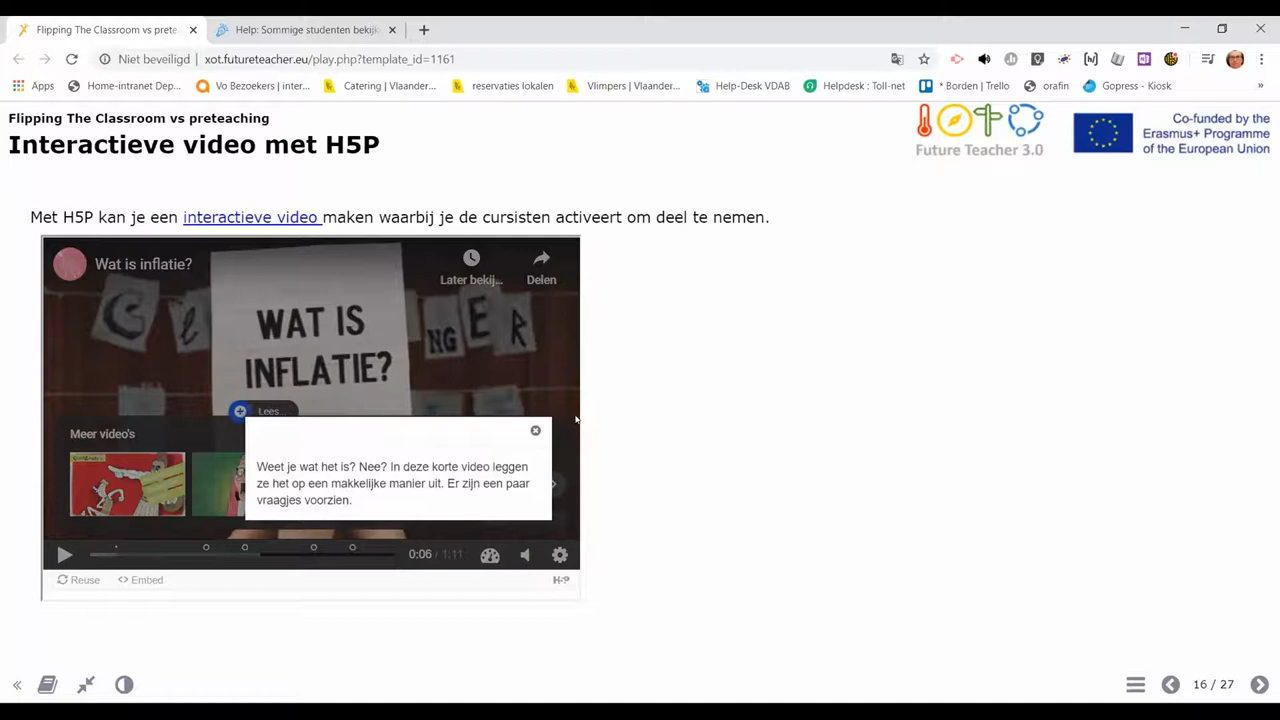 Flipping The Classroom vs prete
Help: Sommige studenten bekijk
Niet beveiligd
xot.futureteacher.eu/play.php?template_id=1161
Apps
Home-intranet Dep...
Vo Bezoekers | inter...
Catering | Vlaander...
reservaties lokalen
Vlimpers | Vlaander...
Help-Desk VDAB
Helpdesk : Toll-net
* Borden | Trello
orafin
Gopress - Kiosk
»
Flipping The Classroom vs preteaching
Interactieve video met H5P
Future Teacher 3.0
Co-funded by the
Erasmus+ Programme
of the European Union
Met H5P kan je een interactieve video maken waarbij je de cursisten activeert om deel te nemen.
Wat is inflatie?
Later bekij...
Delen
WAT IS
INFLATIE?
NG ER
Lees...
Meer video's
Weet je wat het is? Nee? In deze korte video leggen
ze het op een makkelijke manier uit. Er zijn een paar
vraagjes voorzien.
0:06 / 1:11
Reuse
<> Embed
H5P
16 / 27